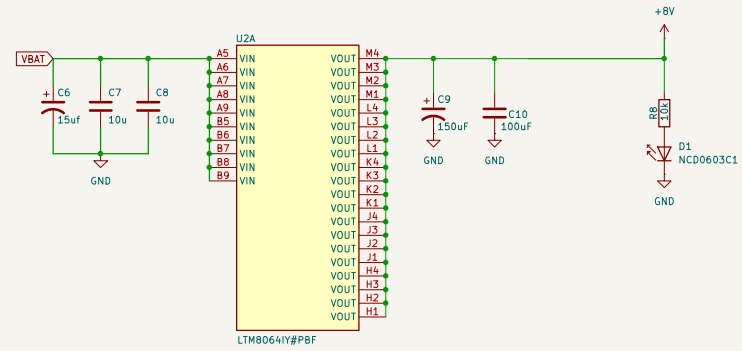 +8V
U2A
VBAT
A5 VIN VOUT M4
A6 VIN VOUT M3
A7 VIN VOUT M2
A8 VIN VOUT M1
A9 VIN VOUT L4
B5 VIN VOUT L3
B6 VIN VOUT L2
B7 VIN VOUT L1
B8 VIN VOUT K4
B9 VIN VOUT K3
VOUT K2
VOUT K1
VOUT J4
VOUT J3
VOUT J2
VOUT J1
VOUT H4
VOUT H3
VOUT H2
VOUT H1
LTM8064IY#PBF
+ C6
15uf
C7
10u
C8
10u
GND
+ C9
150uF
GND
C10
100uF
GND
R8
10k
D1
NCD0603C1
GND